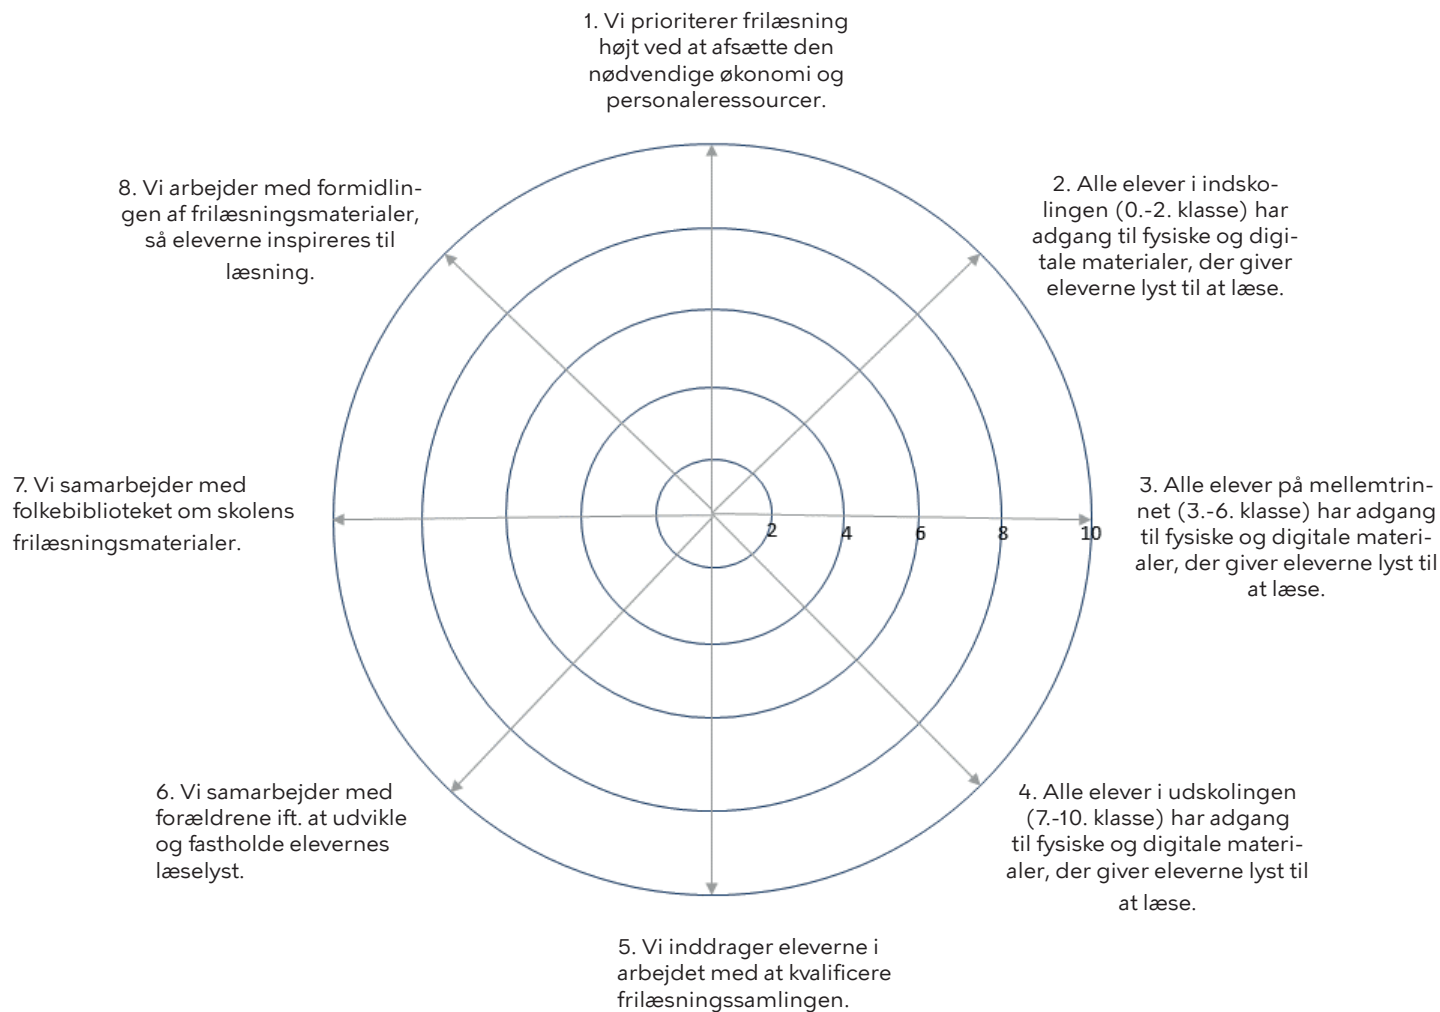 1. Vi prioriterer frilæsning
højt ved at afsætte den
nødvendige økonomi og
personaleressourcer.
2. Alle elever i indsko-
lingen (0.-2. klasse) har
adgang til fysiske og digi-
tale materialer, der giver
eleverne lyst til at læse.
3. Alle elever på mellemtrin-
net (3.-6. klasse) har adgang
til fysiske og digitale materi-
aler, der giver eleverne lyst til
at læse.
4. Alle elever i udskolingen
(7.-10. klasse) har adgang
til fysiske og digitale materi-
aler, der giver eleverne lyst til
at læse.
5. Vi inddrager eleverne i
arbejdet med at kvalificere
frilæsningssamlingen.
6. Vi samarbejder med
forældrene ift. at udvikle
og fastholde elevernes
læselyst.
7. Vi samarbejder med
folkebiblioteket om skolens
frilæsningsmaterialer.
8. Vi arbejder med formidlin-
gen af frilæsningsmaterialer,
så eleverne inspireres til
læsning.
2 4 6 8 10